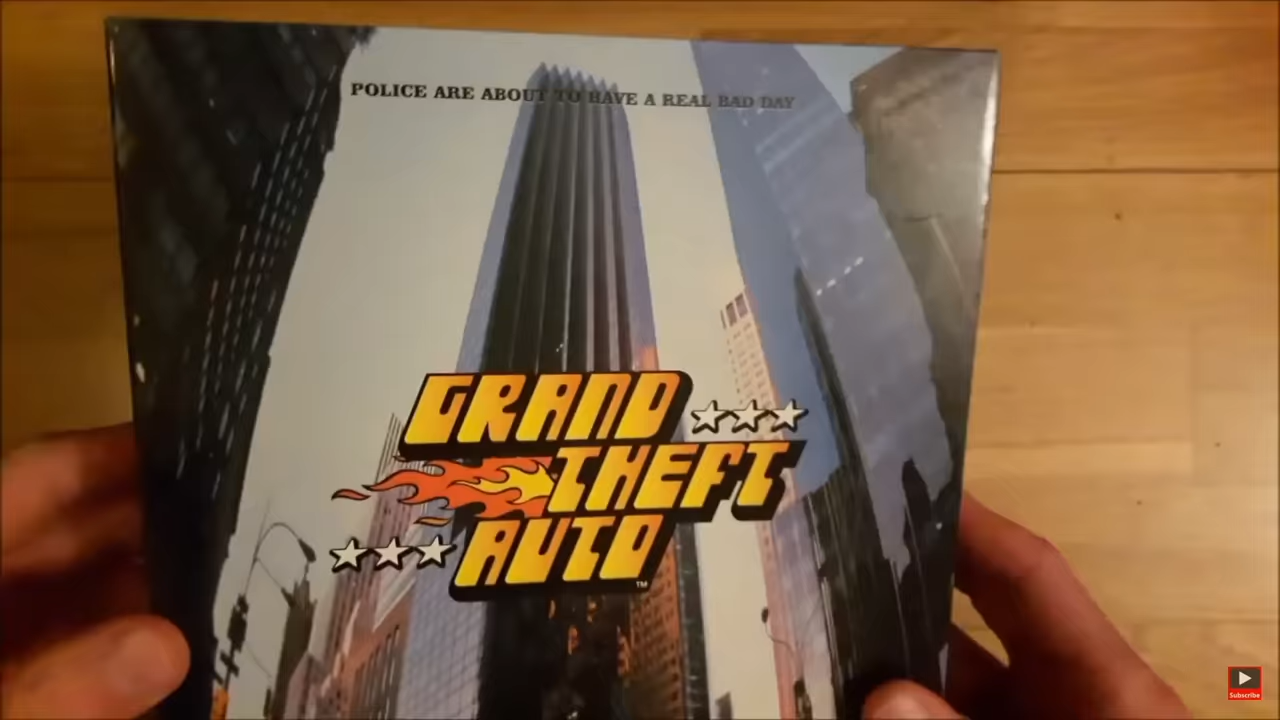 POLICE ARE ABOUT TO HAVE A REAL BAD DAY
GRAND
THEFT
AUTO
TM
Subscribe